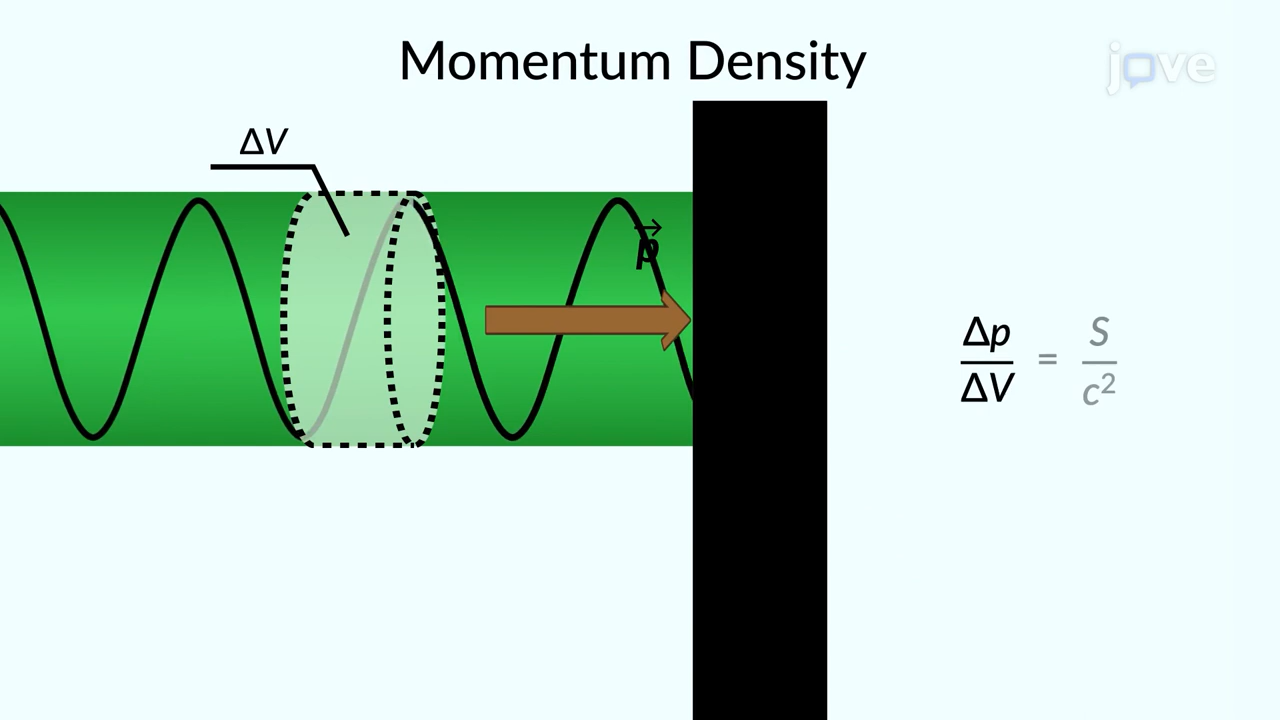 Momentum Density
jove
ΔV
p⃗
Δp/ΔV = S/c²